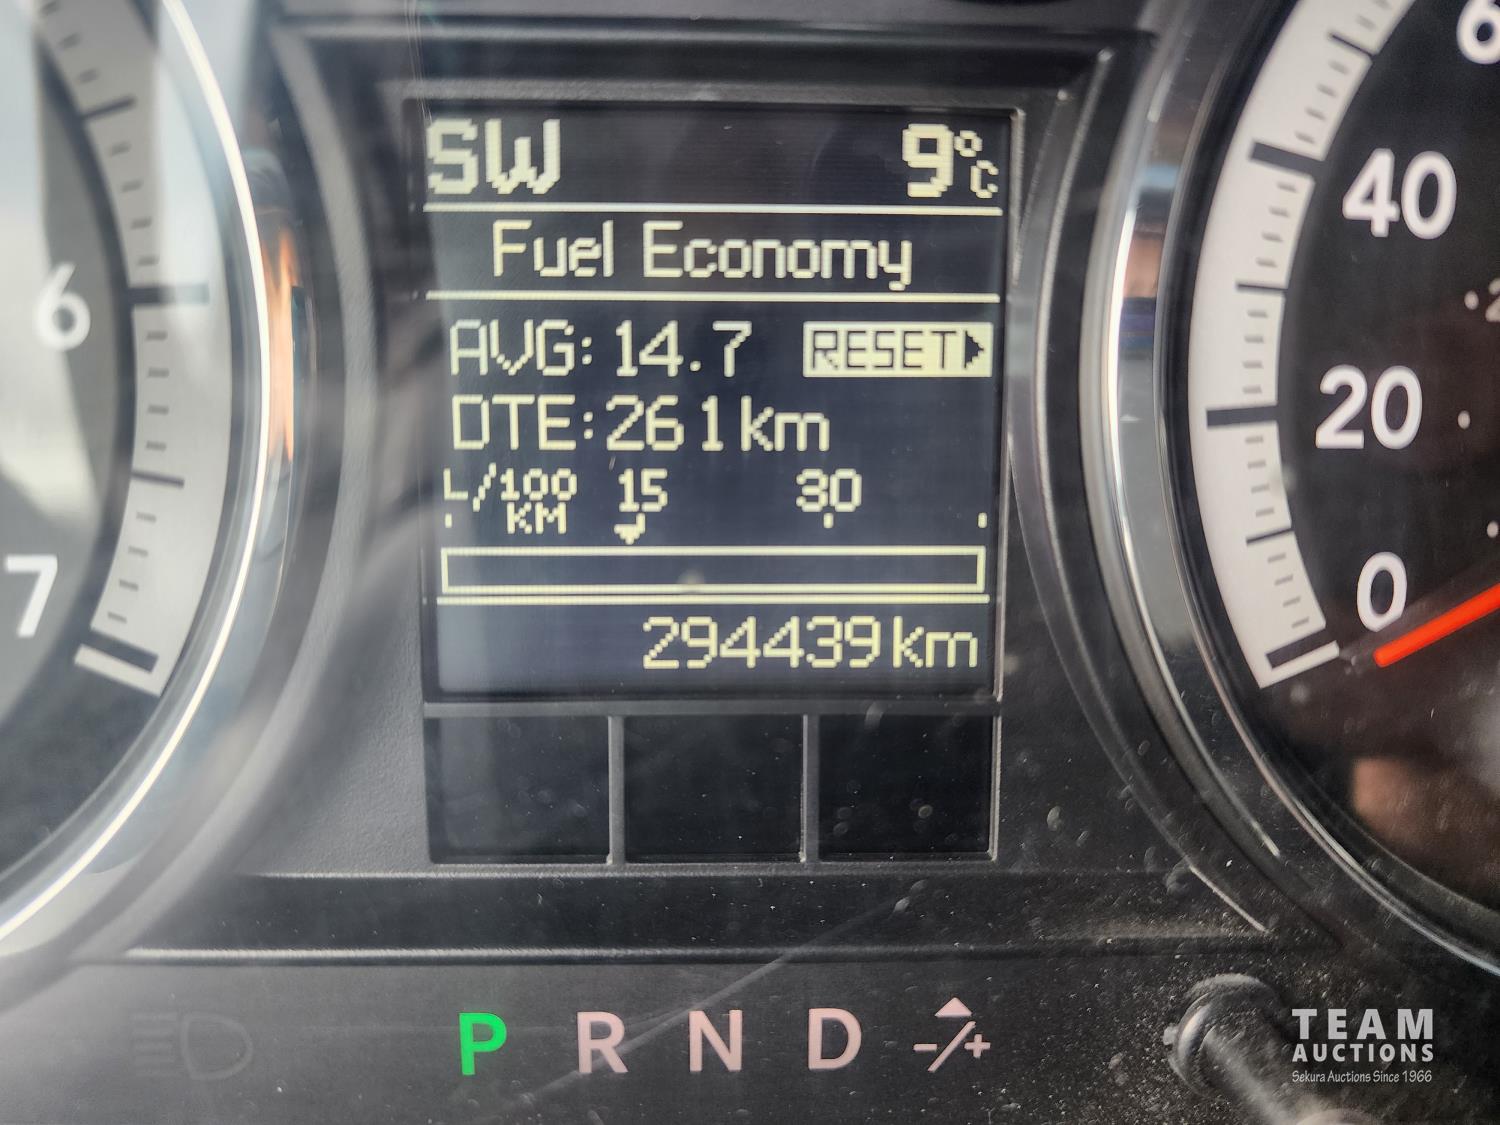 SW 9°C
Fuel Economy
AVG: 14.7 RESET
DTE: 261 km
L/100 KM 15 30
294439 km
6
7
6
40
20
0
P R N D -/+
TEAM
AUCTIONS
Sekura Auctions Since 1966